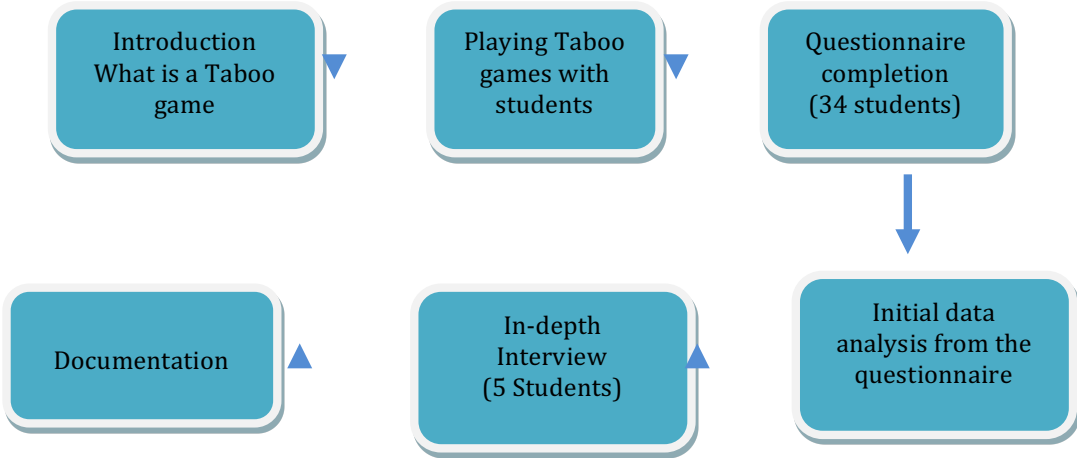 Introduction
What is a Taboo
game
Playing Taboo
games with
students
Questionnaire
completion
(34 students)
Initial data
analysis from the
questionnaire
In-depth
Interview
(5 Students)
Documentation